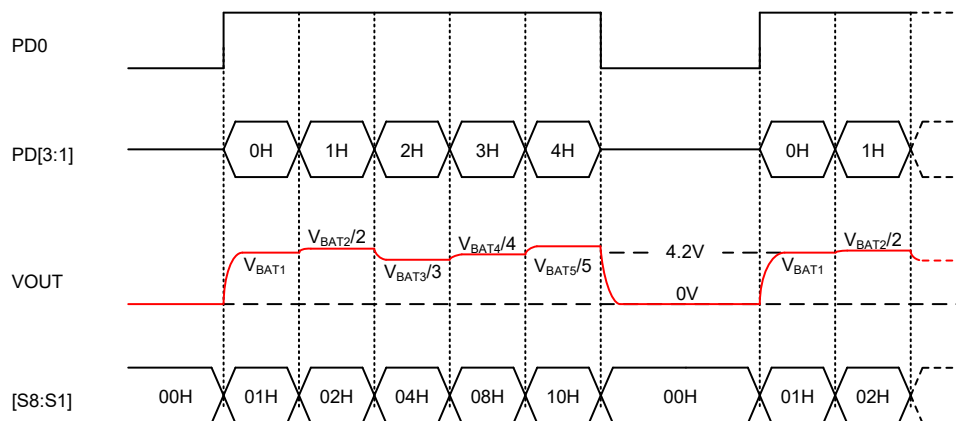 PD0
PD[3:1]
0H 1H 2H 3H 4H 0H 1H
VOUT
VBAT1 VBAT2/2 VBAT3/3 VBAT4/4 VBAT5/5 4.2V 0V VBAT1 VBAT2/2
[S8:S1]
00H 01H 02H 04H 08H 10H 00H 01H 02H